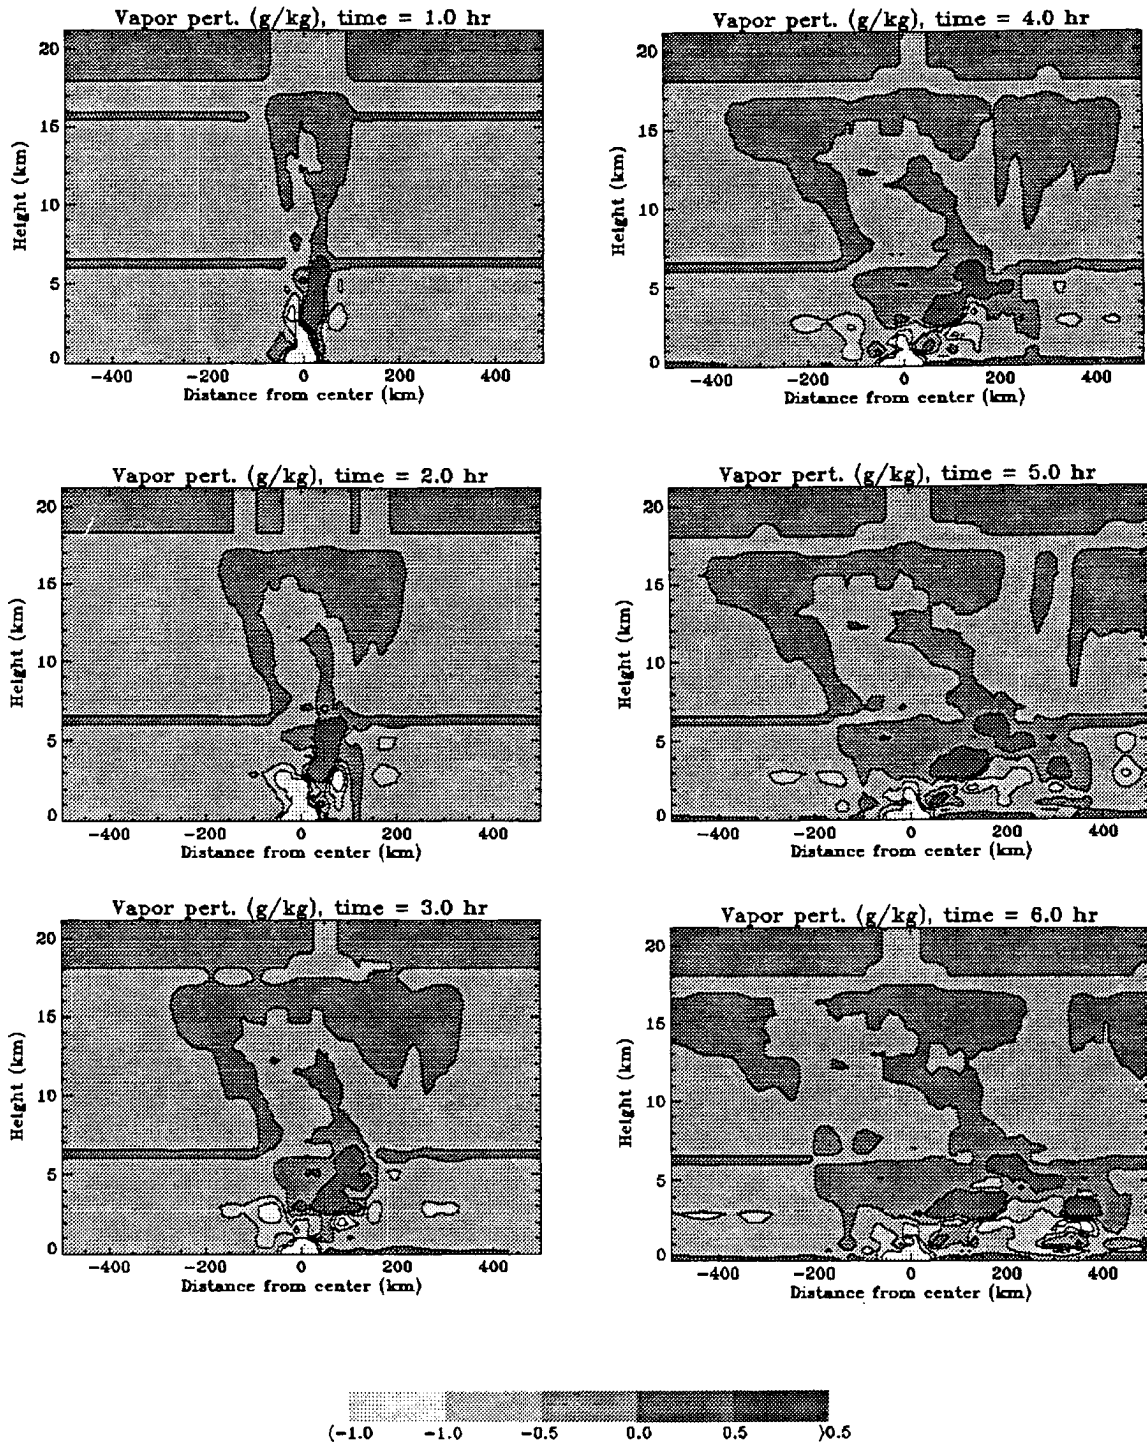 Vapor pert. (g/kg), time = 1.0 hr
20
15
10
5
0
Height (km)
-400 -200 0 200 400
Distance from center (km)
Vapor pert. (g/kg), time = 4.0 hr
20
15
10
5
0
Height (km)
-400 -200 0 200 400
Distance from center (km)
Vapor pert. (g/kg), time = 2.0 hr
20
15
10
5
0
Height (km)
-400 -200 0 200 400
Distance from center (km)
Vapor pert. (g/kg), time = 5.0 hr
20
15
10
5
0
Height (km)
-400 -200 0 200 400
Distance from center (km)
Vapor pert. (g/kg), time = 3.0 hr
20
15
10
5
0
Height (km)
-400 -200 0 200 400
Distance from center (km)
Vapor pert. (g/kg), time = 6.0 hr
20
15
10
5
0
Height (km)
-400 -200 0 200 400
Distance from center (km)
⟨-1.0 -1.0 -0.5 0.0 0.5 ⟩0.5